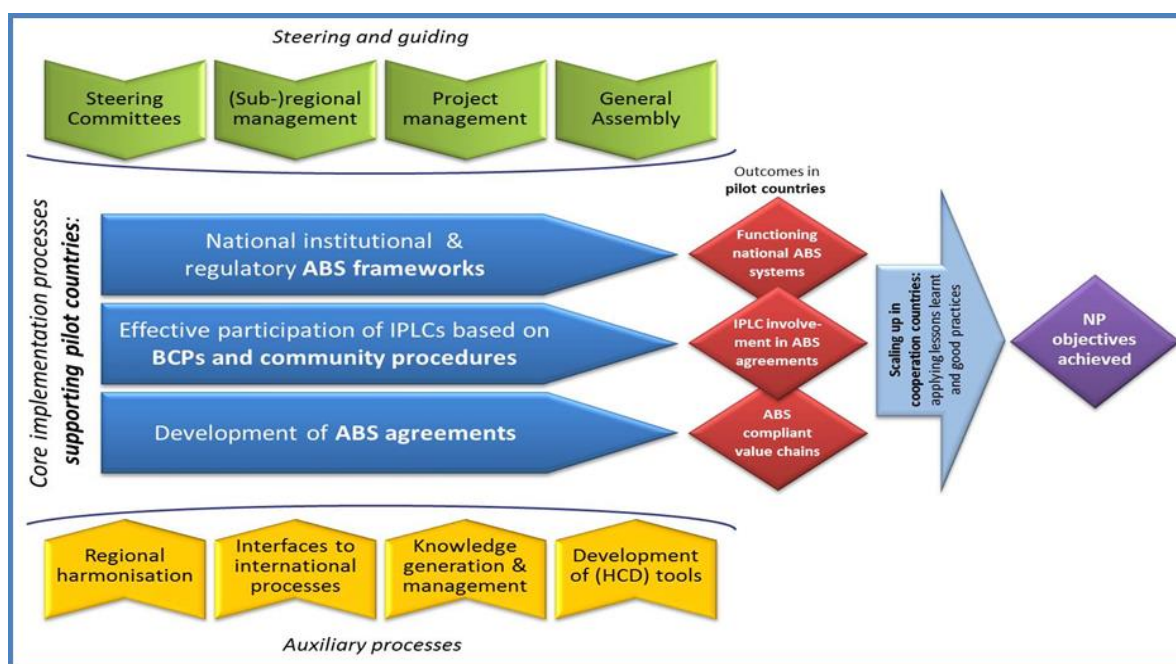 Steering and guiding
Steering
Committees
(Sub-)regional
management
Project
management
General
Assembly
Core implementation processes
supporting pilot countries:
Outcomes in
pilot countries
National institutional &
regulatory ABS frameworks
Functioning
national ABS
systems
Effective participation of IPLCs based on
BCPs and community procedures
IPLC involve-
ment in ABS
agreements
Development of ABS agreements
ABS
compliant
value chains
Scaling up in
cooperation countries:
applying lessons learnt
and good practices
NP
objectives
achieved
Regional
harmonisation
Interfaces to
international
processes
Knowledge
generation &
management
Development
of (HCD) tools
Auxiliary processes